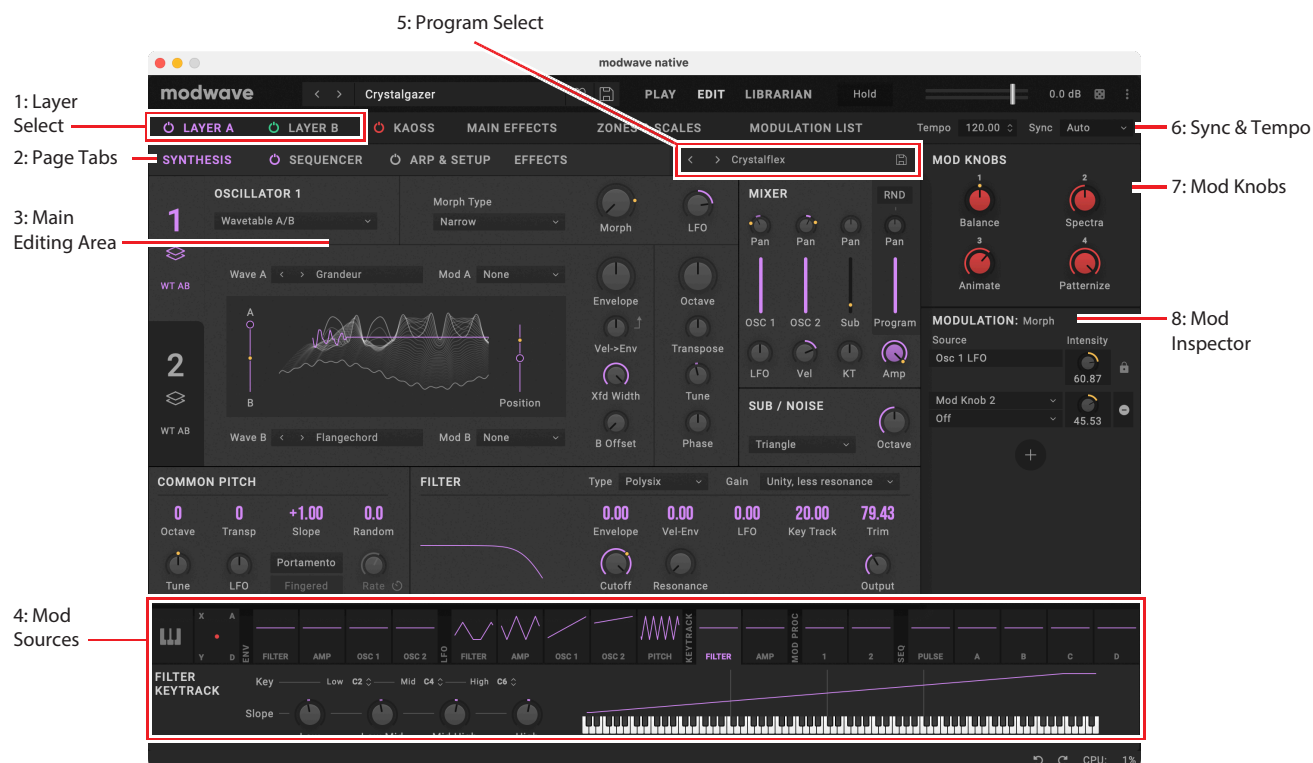 5: Program Select
modwave native
modwave < > Crystalgazer PLAY EDIT LIBRARIAN Hold 0.0 dB
1: Layer
Select
LAYER A LAYER B KAOSS MAIN EFFECTS ZONES & SCALES MODULATION LIST Tempo 120.00 Sync Auto
6: Sync & Tempo
2: Page Tabs
SYNTHESIS SEQUENCER ARP & SETUP EFFECTS < > Crystalflex MOD KNOBS
7: Mod Knobs
3: Main
Editing Area
1
WT AB
2
WT AB
OSCILLATOR 1
Wavetable A/B
Morph Type
Narrow
Morph LFO
Wave A < > Grandeur Mod A None
A
B
Position
Wave B < > Flangechord Mod B None
Envelope Octave
Vel->Env Transpose
Xfd Width Tune
B Offset Phase
MIXER RND
Pan Pan Pan Pan
OSC 1 OSC 2 Sub Program
LFO Vel KT Amp
SUB / NOISE
Triangle Octave
1 2
Balance Spectra
3 4
Animate Patternize
MODULATION: Morph
8: Mod
Inspector
Source Intensity
Osc 1 LFO
60.87
Mod Knob 2
Off 45.53
+
COMMON PITCH
0 0 +1.00 0.0
Octave Transp Slope Random
Portamento
Tune LFO Fingered Rate
FILTER Type Polysix Gain Unity, less resonance
0.00 0.00 0.00 20.00 79.43
Envelope Vel-Env LFO Key Track Trim
Cutoff Resonance Output
4: Mod
Sources
X A
Y D
ENV FILTER AMP OSC 1 OSC 2 LFO FILTER AMP OSC 1 OSC 2 PITCH KEYTRACK FILTER AMP MOD PROC 1 2 SEQ PULSE A B C D
FILTER
KEYTRACK
Key Low C2 Mid C4 High C6
Slope
CPU: 1%